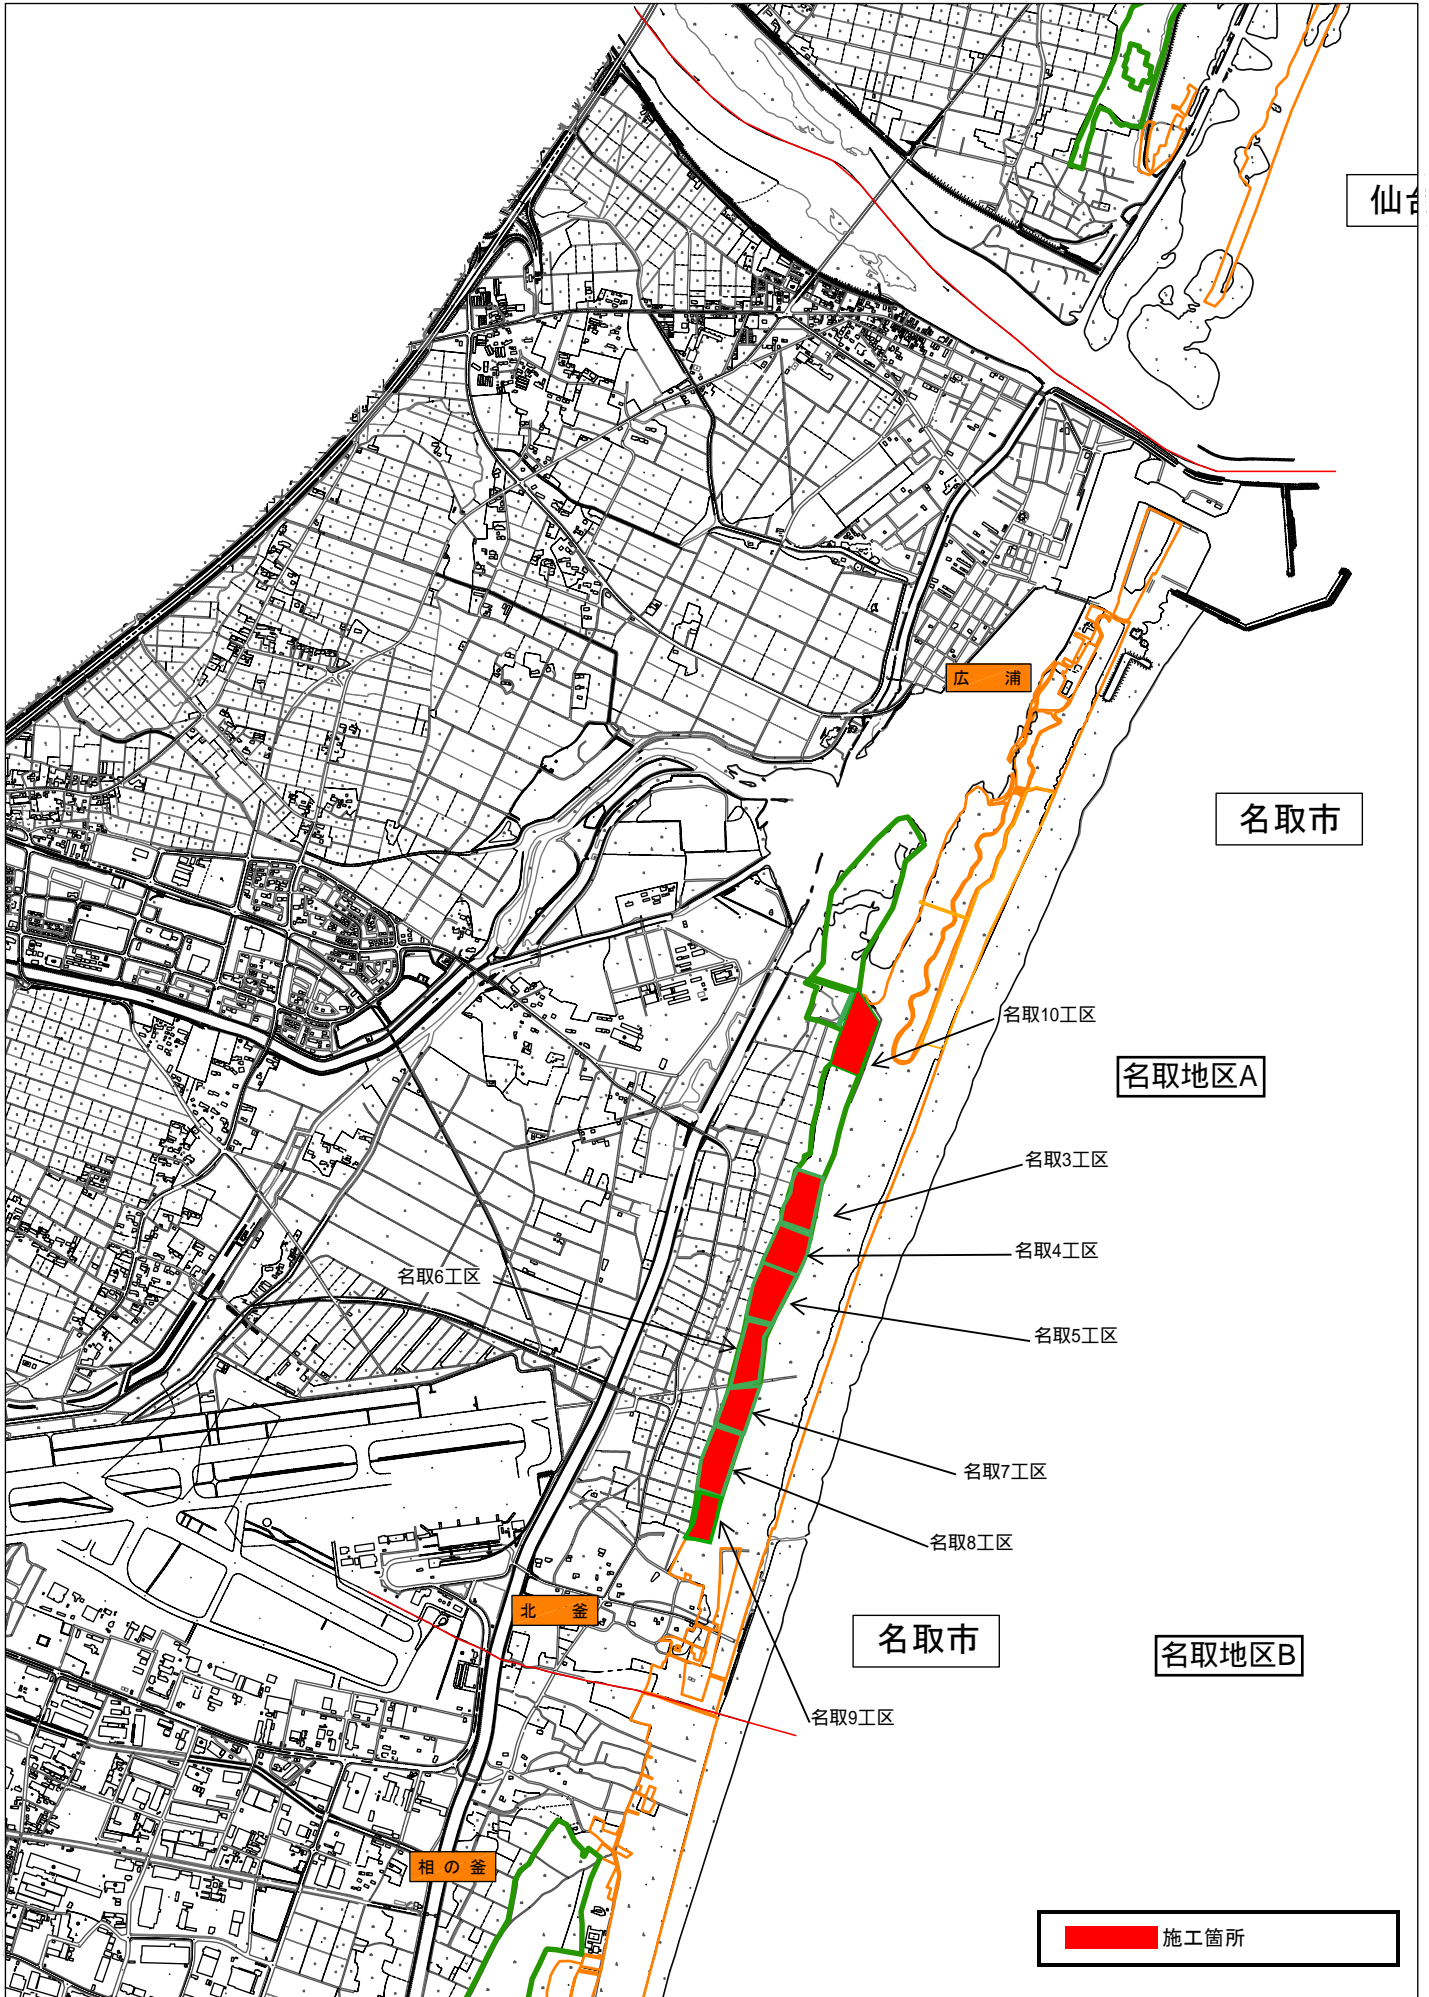 仙台
広 浦
名取市
名取10工区
名取地区A
名取3工区
名取4工区
名取6工区
名取5工区
名取7工区
名取8工区
北 釜
名取市
名取地区B
名取9工区
相 の 釜
施工箇所